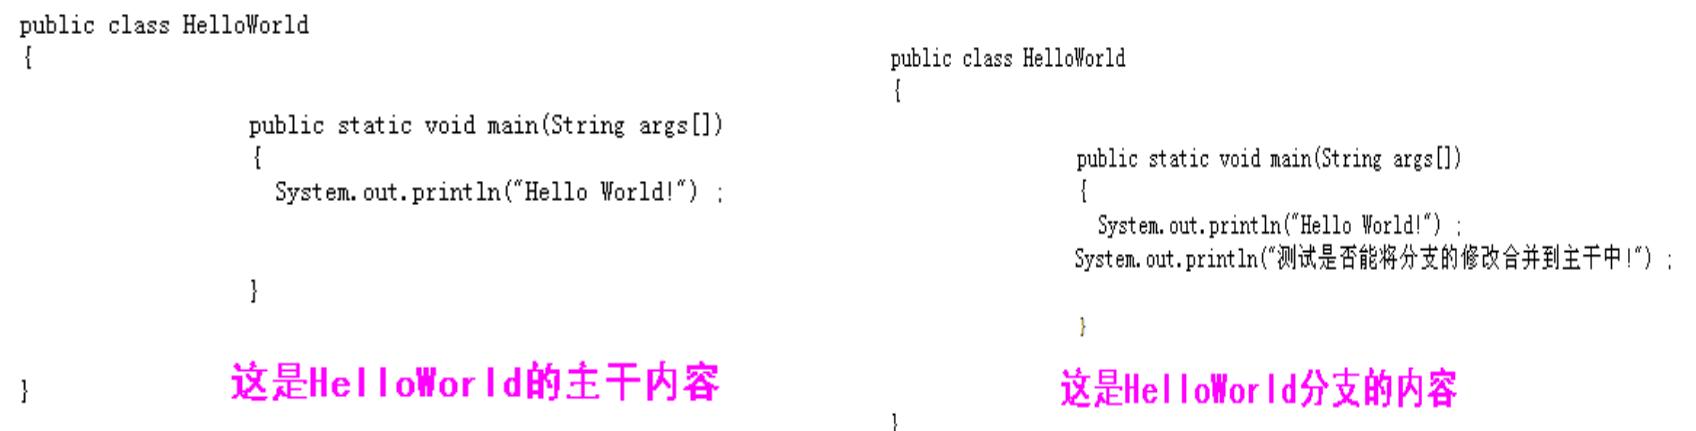 public class HelloWorld
{
public static void main(String args[])
{
System.out.println("Hello World!") ;
}
这是HelloWorld的主干内容
}
public class HelloWorld
{
public static void main(String args[])
{
System.out.println("Hello World!") ;
System.out.println("测试是否能将分支的修改合并到主干中!") ;
}
这是HelloWorld分支的内容
}